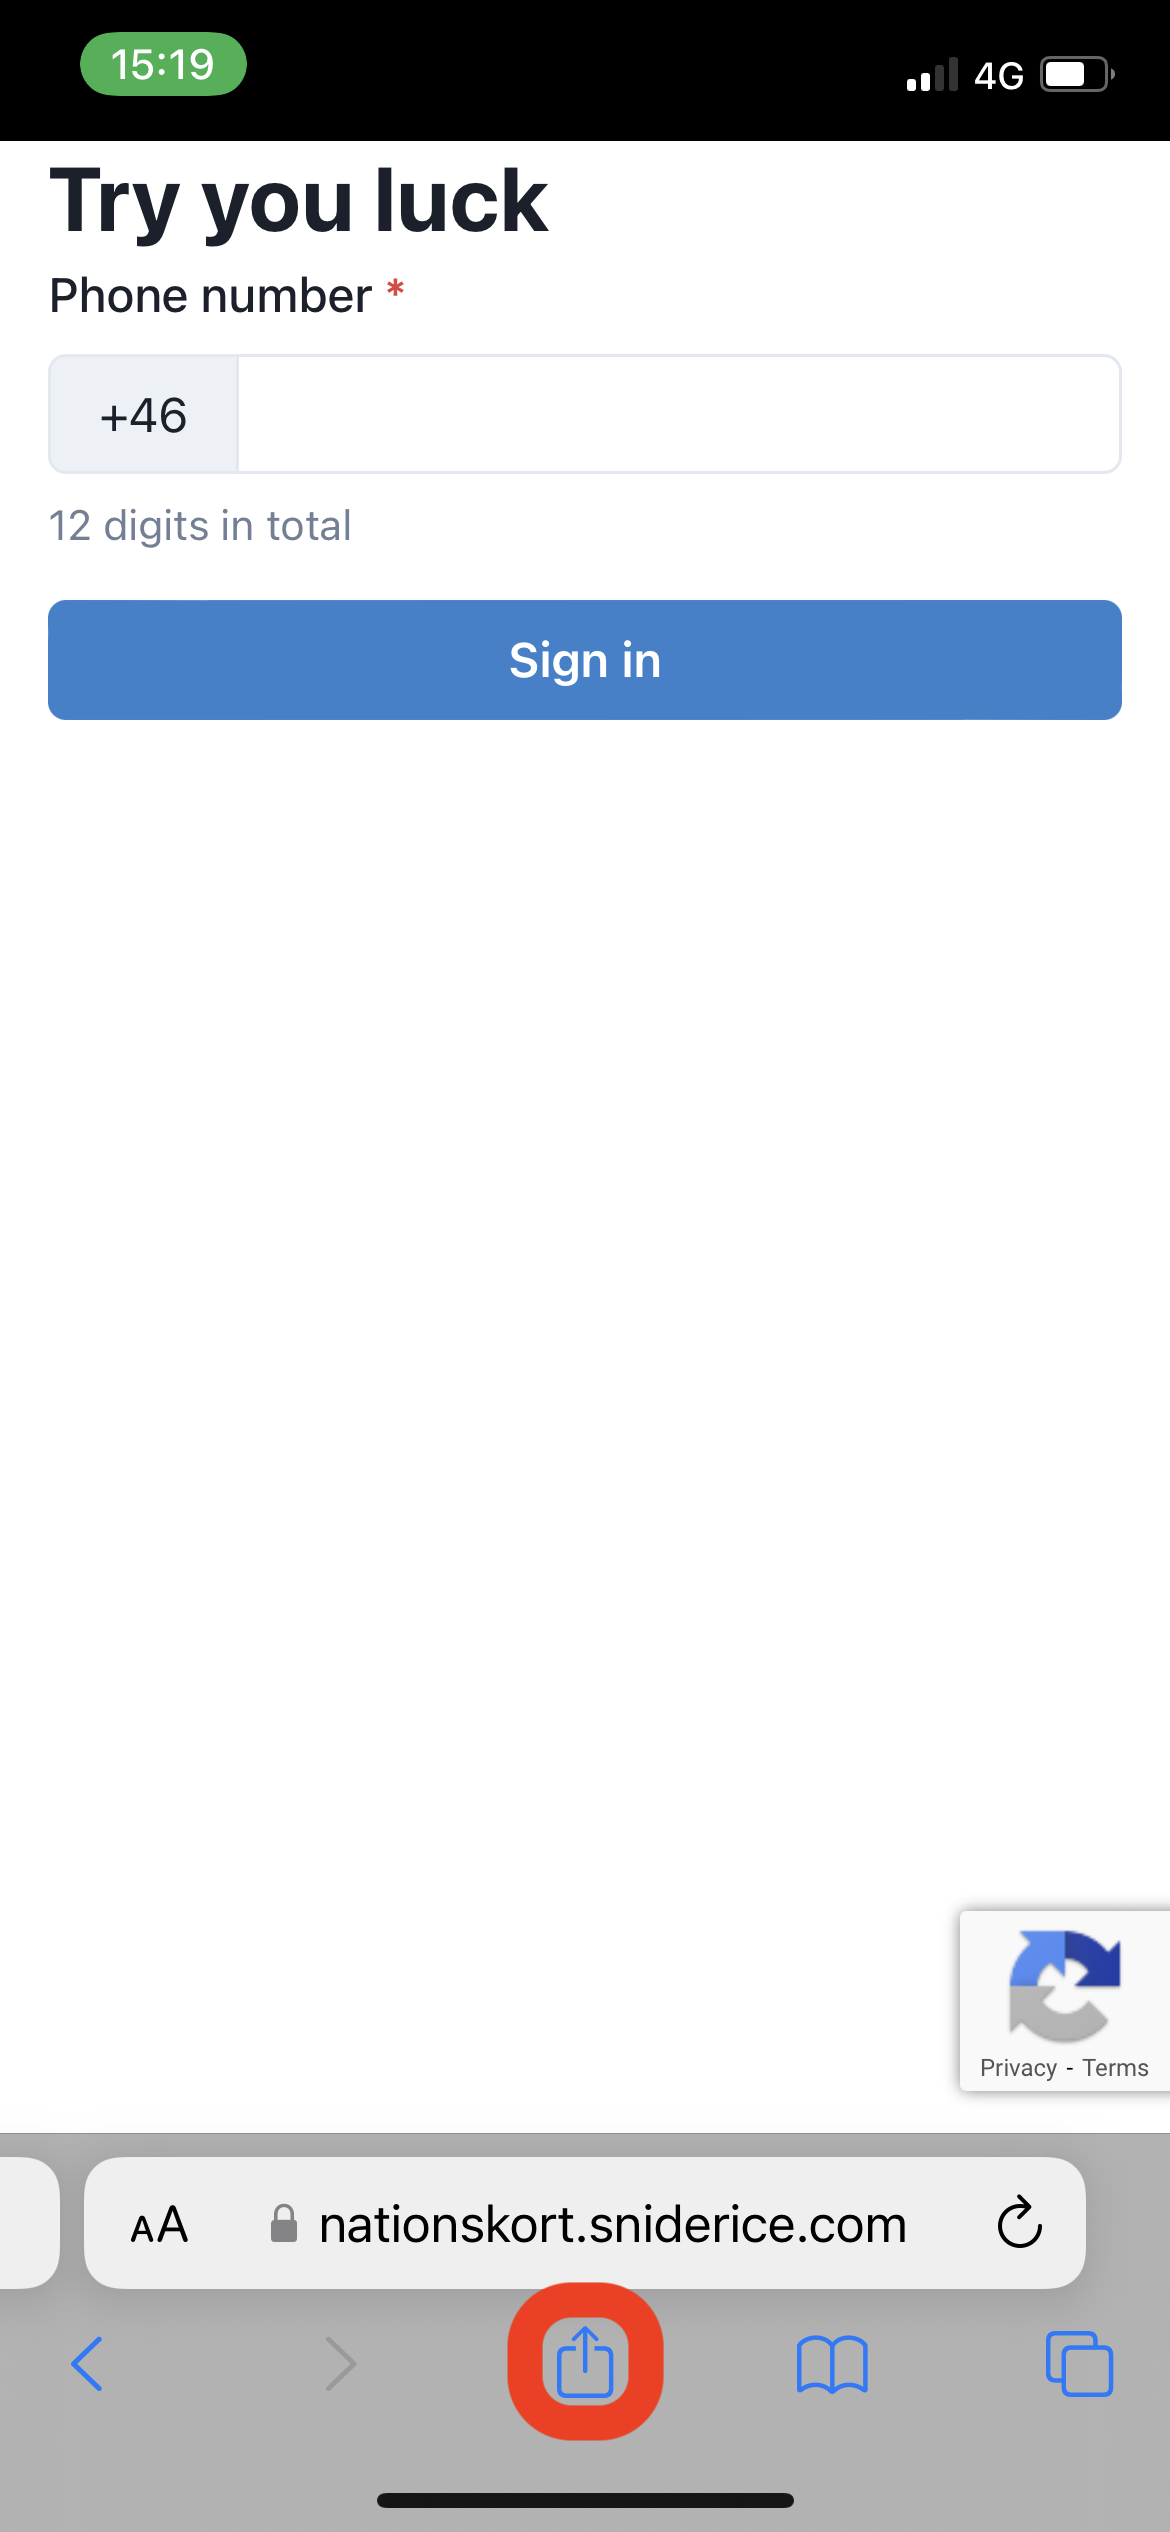 15:19
4G
Try you luck
Phone number *
+46
12 digits in total
Sign in
Privacy - Terms
AA
nationskort.sniderice.com